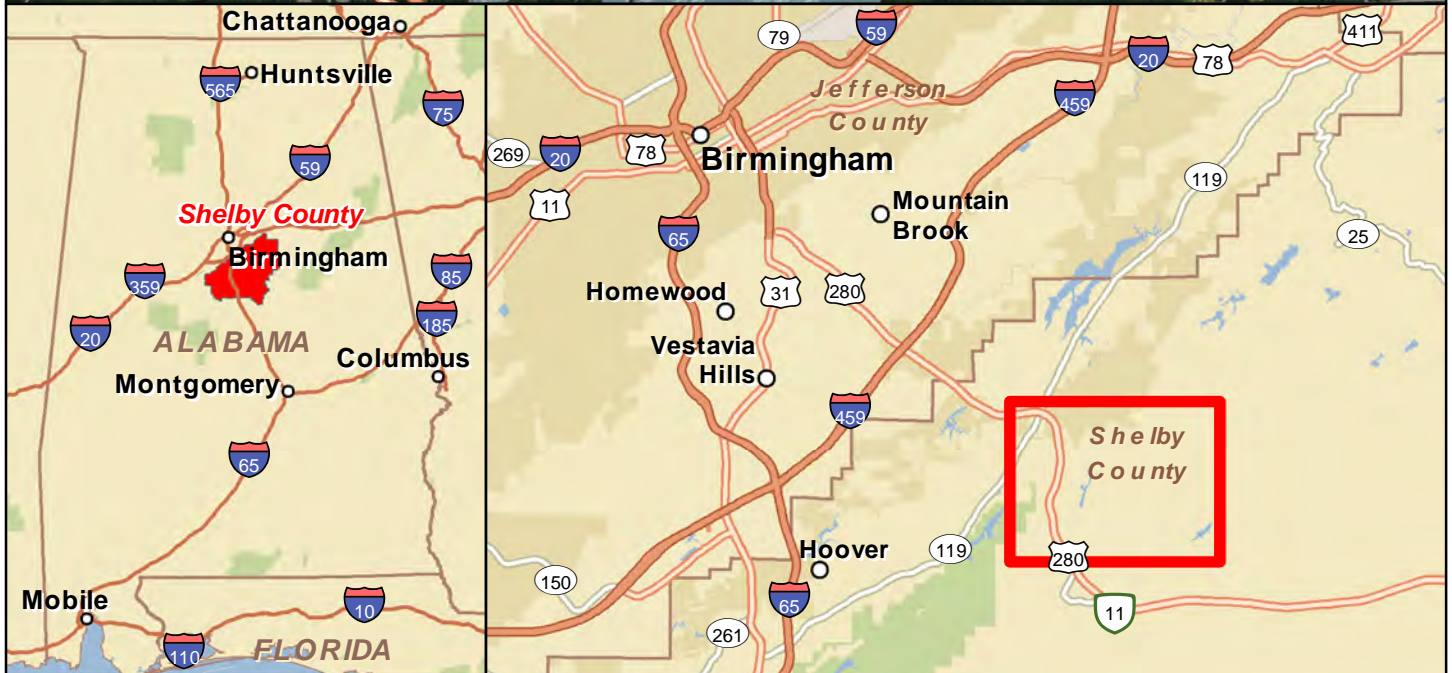 Chattanooga
Huntsville
565
75
59
Shelby County
Birmingham
359
85
20
185
ALABAMA
Columbus
Montgomery
65
Mobile
10
110
FLORIDA
79
59
411
20
78
Jefferson
County
459
269
20
78
Birmingham
119
11
Mountain
Brook
65
25
Homewood
31
280
Vestavia
Hills
459
Shelby
County
Hoover
119
280
150
65
11
261